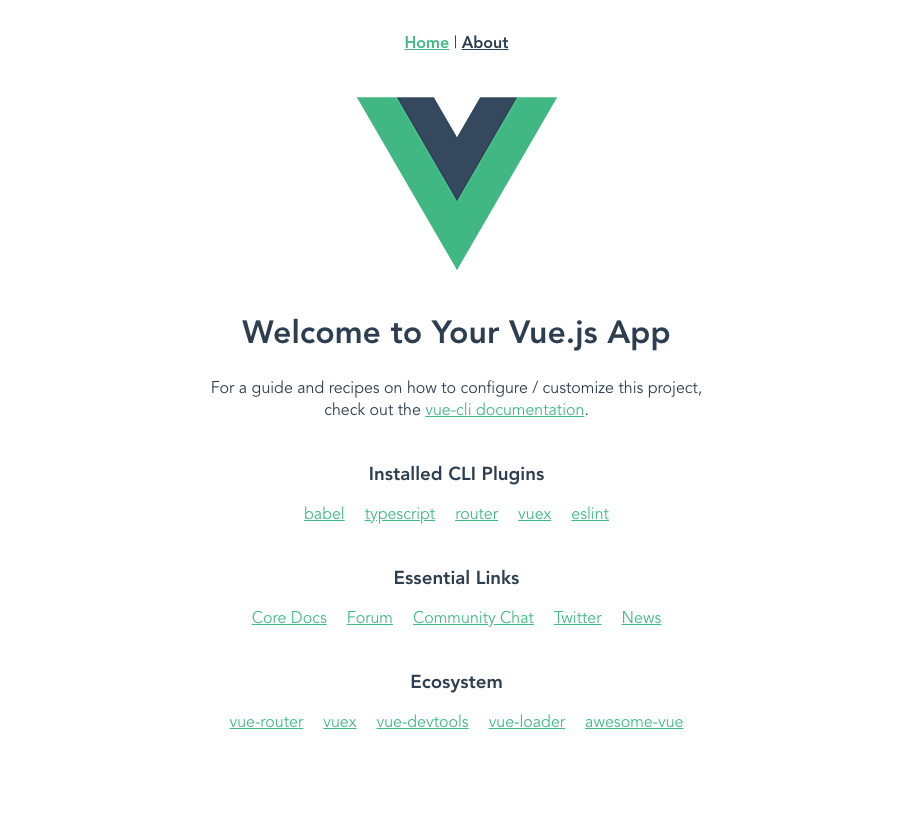 Home | About
Welcome to Your Vue.js App
For a guide and recipes on how to configure / customize this project,
check out the vue-cli documentation.
Installed CLI Plugins
babel typescript router vuex eslint
Essential Links
Core Docs Forum Community Chat Twitter News
Ecosystem
vue-router vuex vue-devtools vue-loader awesome-vue